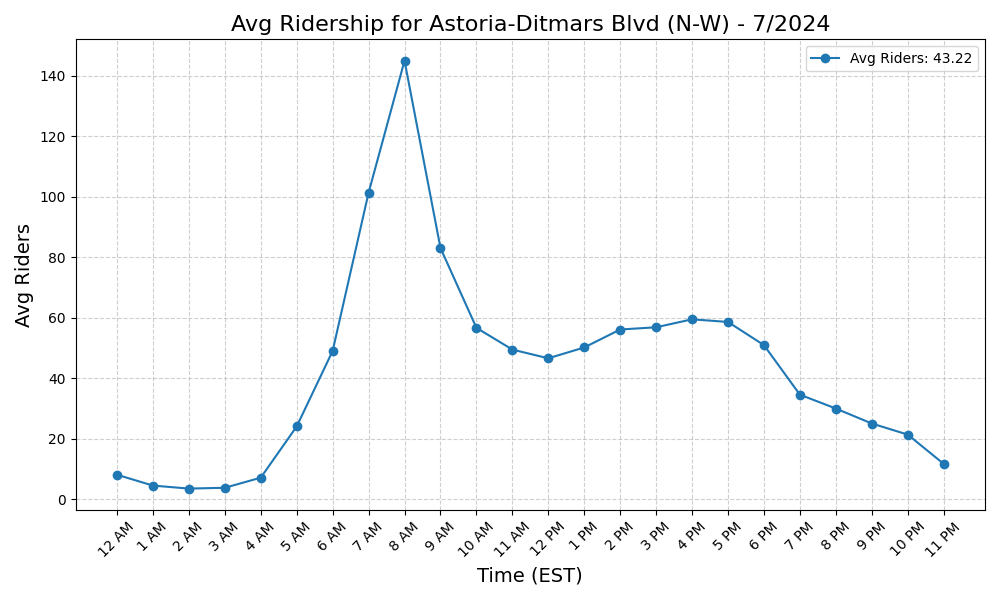 Avg Ridership for Astoria-Ditmars Blvd (N-W) - 7/2024
Avg Riders: 43.22
Avg Riders
140
120
100
80
60
40
20
0
12 AM
1 AM
2 AM
3 AM
4 AM
5 AM
6 AM
7 AM
8 AM
9 AM
10 AM
11 AM
12 PM
1 PM
2 PM
3 PM
4 PM
5 PM
6 PM
7 PM
8 PM
9 PM
10 PM
11 PM
Time (EST)